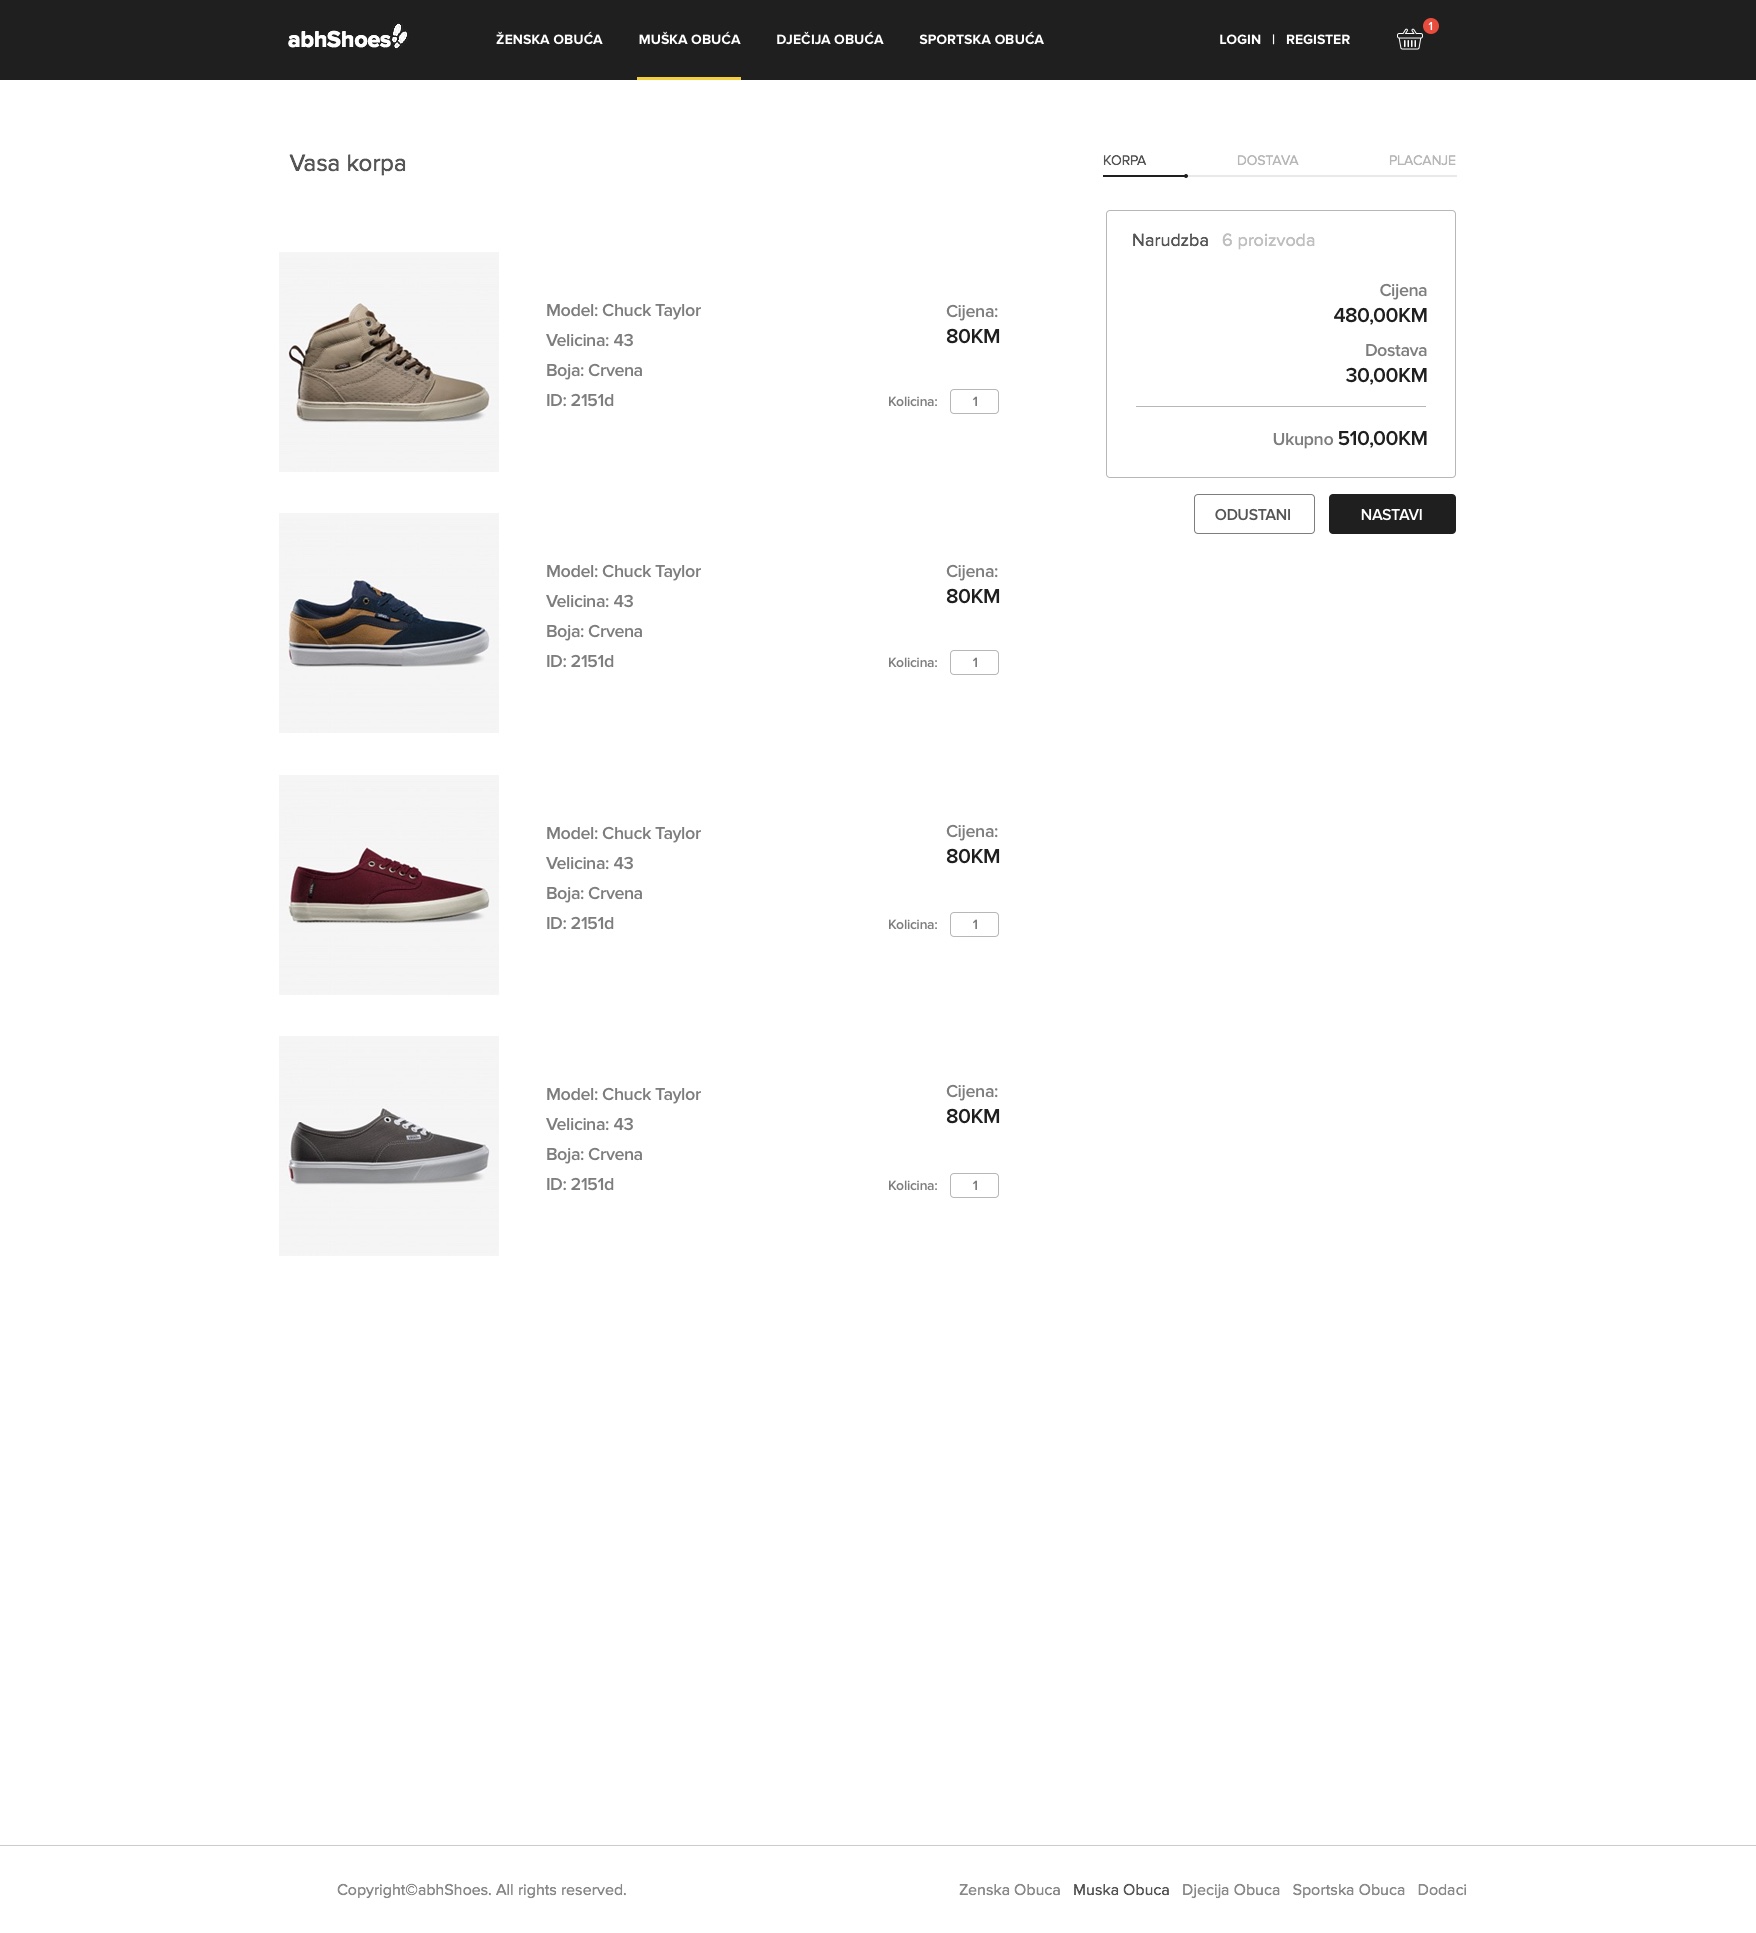 abhShoes
ŽENSKA OBUĆA
MUŠKA OBUĆA
DJEČIJA OBUĆA
SPORTSKA OBUĆA
LOGIN | REGISTER
1
Vasa korpa
KORPA
DOSTAVA
PLACANJE
Narudzba 6 proizvoda
Cijena
480,00KM
Dostava
30,00KM
Ukupno 510,00KM
ODUSTANI
NASTAVI
Model: Chuck Taylor
Velicina: 43
Boja: Crvena
ID: 2151d
Cijena:
80KM
Kolicina: 1
Model: Chuck Taylor
Velicina: 43
Boja: Crvena
ID: 2151d
Cijena:
80KM
Kolicina: 1
Model: Chuck Taylor
Velicina: 43
Boja: Crvena
ID: 2151d
Cijena:
80KM
Kolicina: 1
Model: Chuck Taylor
Velicina: 43
Boja: Crvena
ID: 2151d
Cijena:
80KM
Kolicina: 1
Copyright©abhShoes. All rights reserved.
Zenska Obuca Muska Obuca Djecija Obuca Sportska Obuca Dodaci